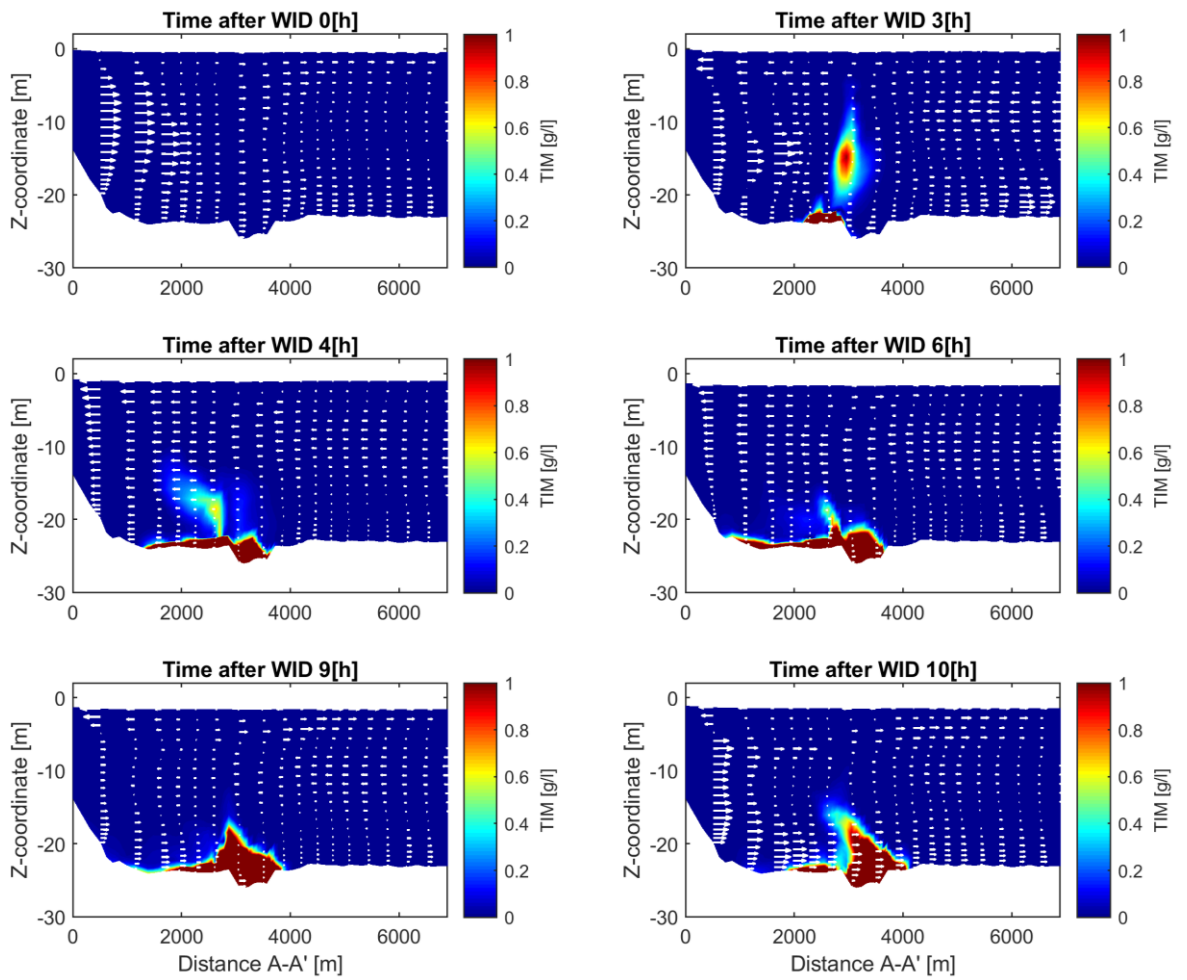 Time after WID 0[h]
Z-coordinate [m]
0
-10
-20
-30
0 2000 4000 6000
1
0.8
0.6
0.4
0.2
0
TIM [g/l]
Time after WID 3[h]
Z-coordinate [m]
0
-10
-20
-30
0 2000 4000 6000
1
0.8
0.6
0.4
0.2
0
TIM [g/l]
Time after WID 4[h]
Z-coordinate [m]
0
-10
-20
-30
0 2000 4000 6000
1
0.8
0.6
0.4
0.2
0
TIM [g/l]
Time after WID 6[h]
Z-coordinate [m]
0
-10
-20
-30
0 2000 4000 6000
1
0.8
0.6
0.4
0.2
0
TIM [g/l]
Time after WID 9[h]
Z-coordinate [m]
0
-10
-20
-30
0 2000 4000 6000
Distance A-A' [m]
1
0.8
0.6
0.4
0.2
0
TIM [g/l]
Time after WID 10[h]
Z-coordinate [m]
0
-10
-20
-30
0 2000 4000 6000
Distance A-A' [m]
1
0.8
0.6
0.4
0.2
0
TIM [g/l]